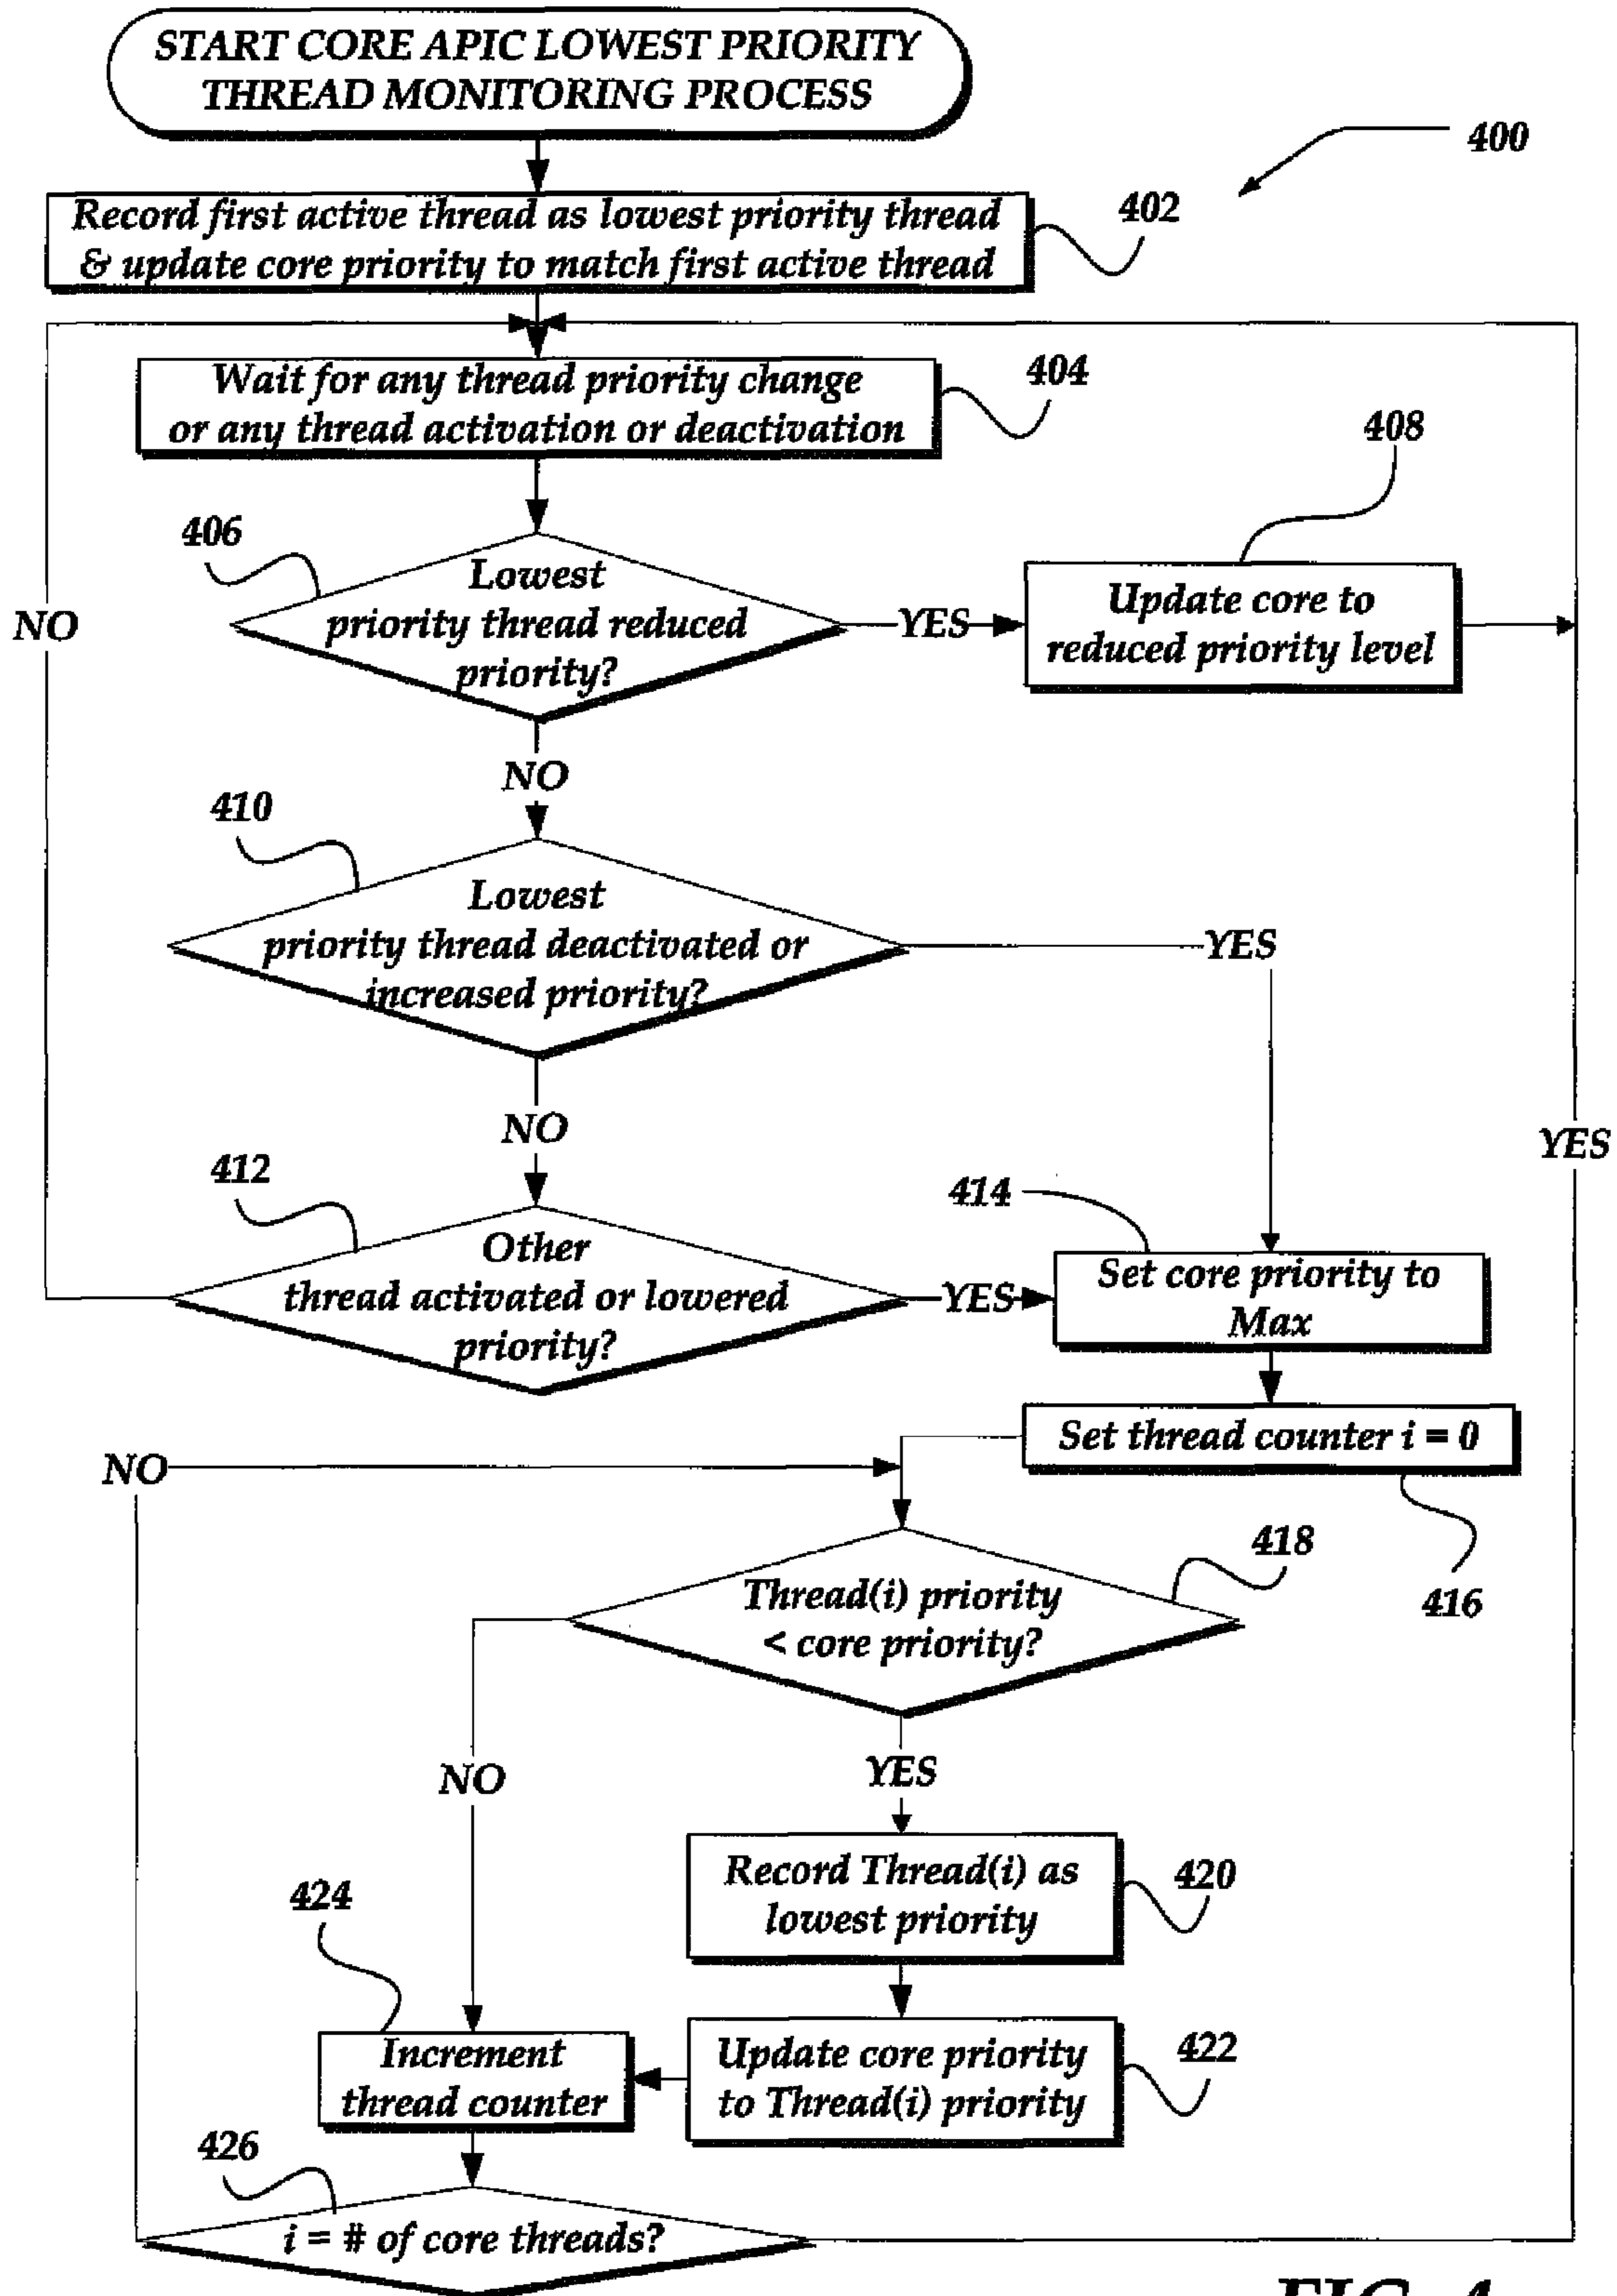 START CORE APIC LOWEST PRIORITY
THREAD MONITORING PROCESS
400
Record first active thread as lowest priority thread
& update core priority to match first active thread
402
Wait for any thread priority change
or any thread activation or deactivation
404
408
406
Lowest
priority thread reduced
priority?
YES
Update core to
reduced priority level
NO
NO
410
Lowest
priority thread deactivated or
increased priority?
YES
NO
YES
412
414
Other
thread activated or lowered
priority?
YES
Set core priority to
Max
Set thread counter i = 0
NO
416
418
Thread(i) priority
< core priority?
NO
YES
Record Thread(i) as
lowest priority
420
424
Increment
thread counter
Update core priority
to Thread(i) priority
422
426
i = # of core threads?
FIG. 4